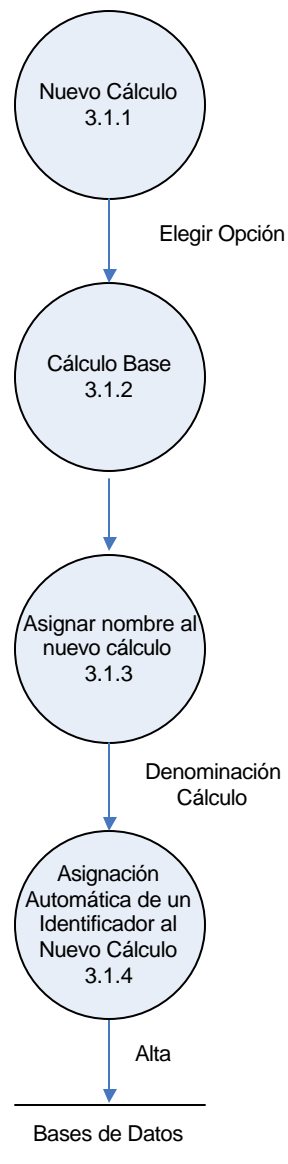 Nuevo Cálculo
3.1.1
Elegir Opción
Cálculo Base
3.1.2
Asignar nombre al
nuevo cálculo
3.1.3
Denominación
Cálculo
Asignación
Automática de un
Identificador al
Nuevo Cálculo
3.1.4
Alta
Bases de Datos